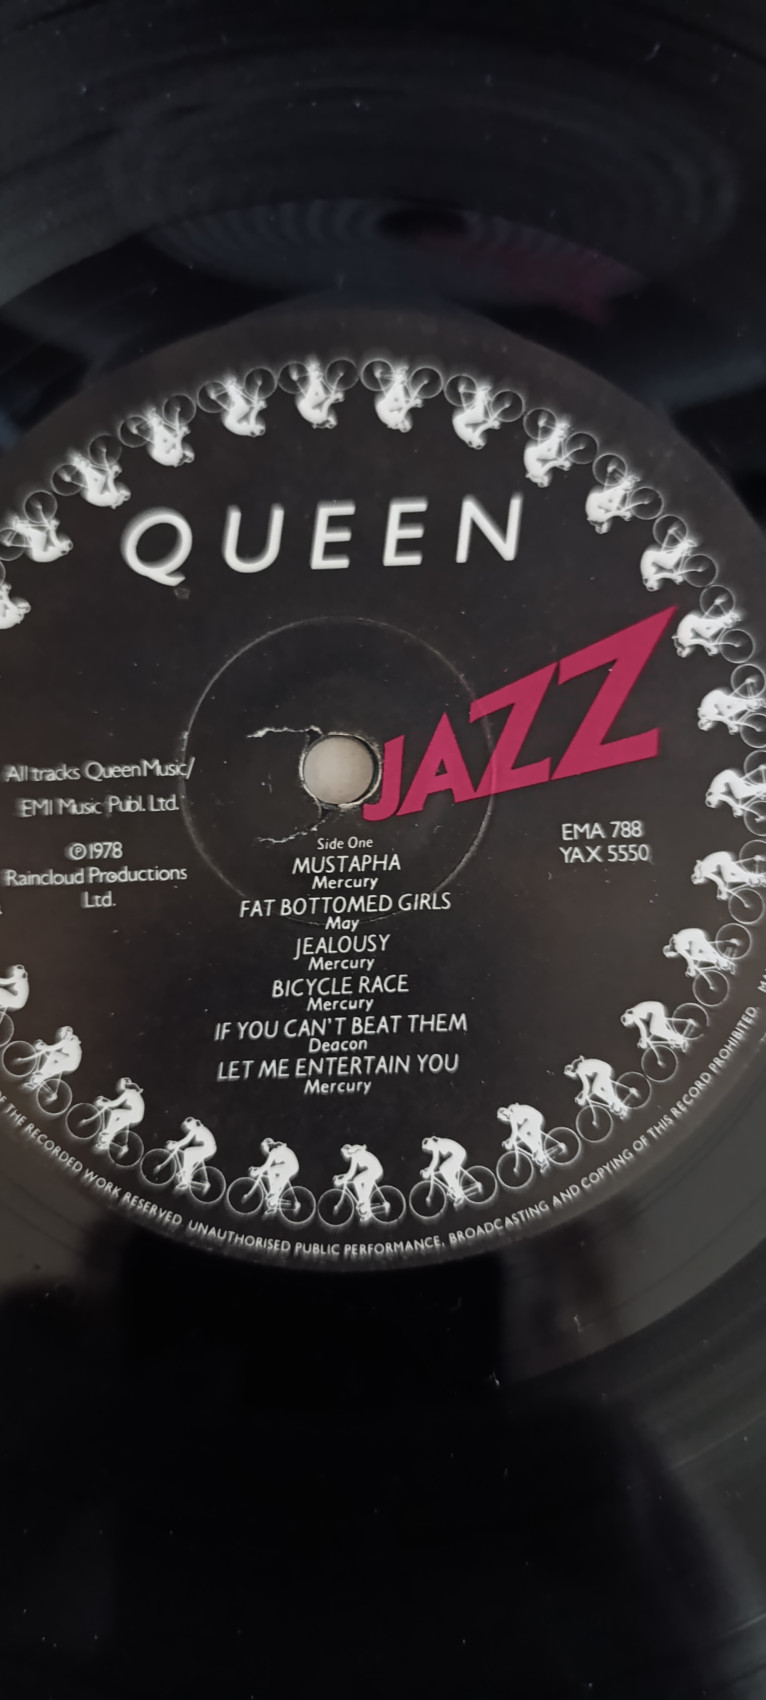 QUEEN
JAZZ
All tracks Queen Music/
EMI Music Publ. Ltd.
℗1978
Raincloud Productions
Ltd.
EMA 788
YAX 5550
Side One
MUSTAPHA
Mercury
FAT BOTTOMED GIRLS
May
JEALOUSY
Mercury
BICYCLE RACE
Mercury
IF YOU CAN'T BEAT THEM
Deacon
LET ME ENTERTAIN YOU
Mercury
OF THE RECORDED WORK RESERVED UNAUTHORISED PUBLIC PERFORMANCE, BROADCASTING AND COPYING OF THIS RECORD PROHIBITED.